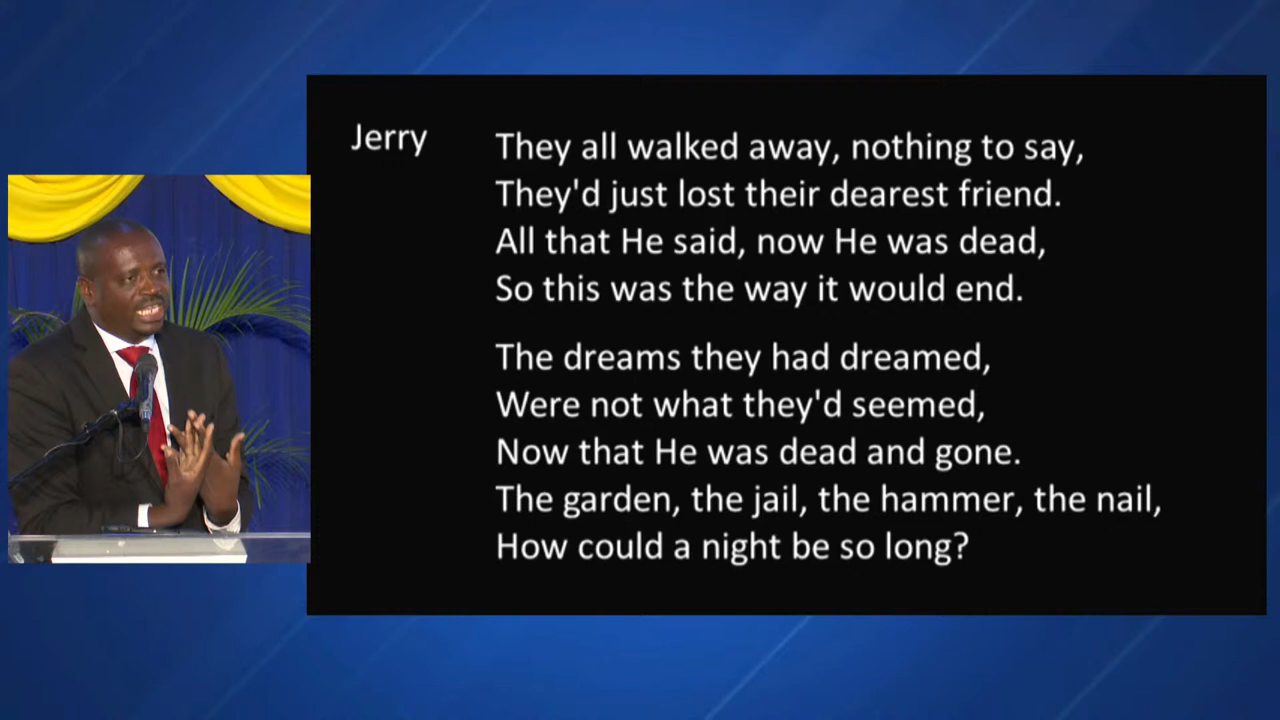 Jerry
They all walked away, nothing to say,
They'd just lost their dearest friend.
All that He said, now He was dead,
So this was the way it would end.
The dreams they had dreamed,
Were not what they'd seemed,
Now that He was dead and gone.
The garden, the jail, the hammer, the nail,
How could a night be so long?